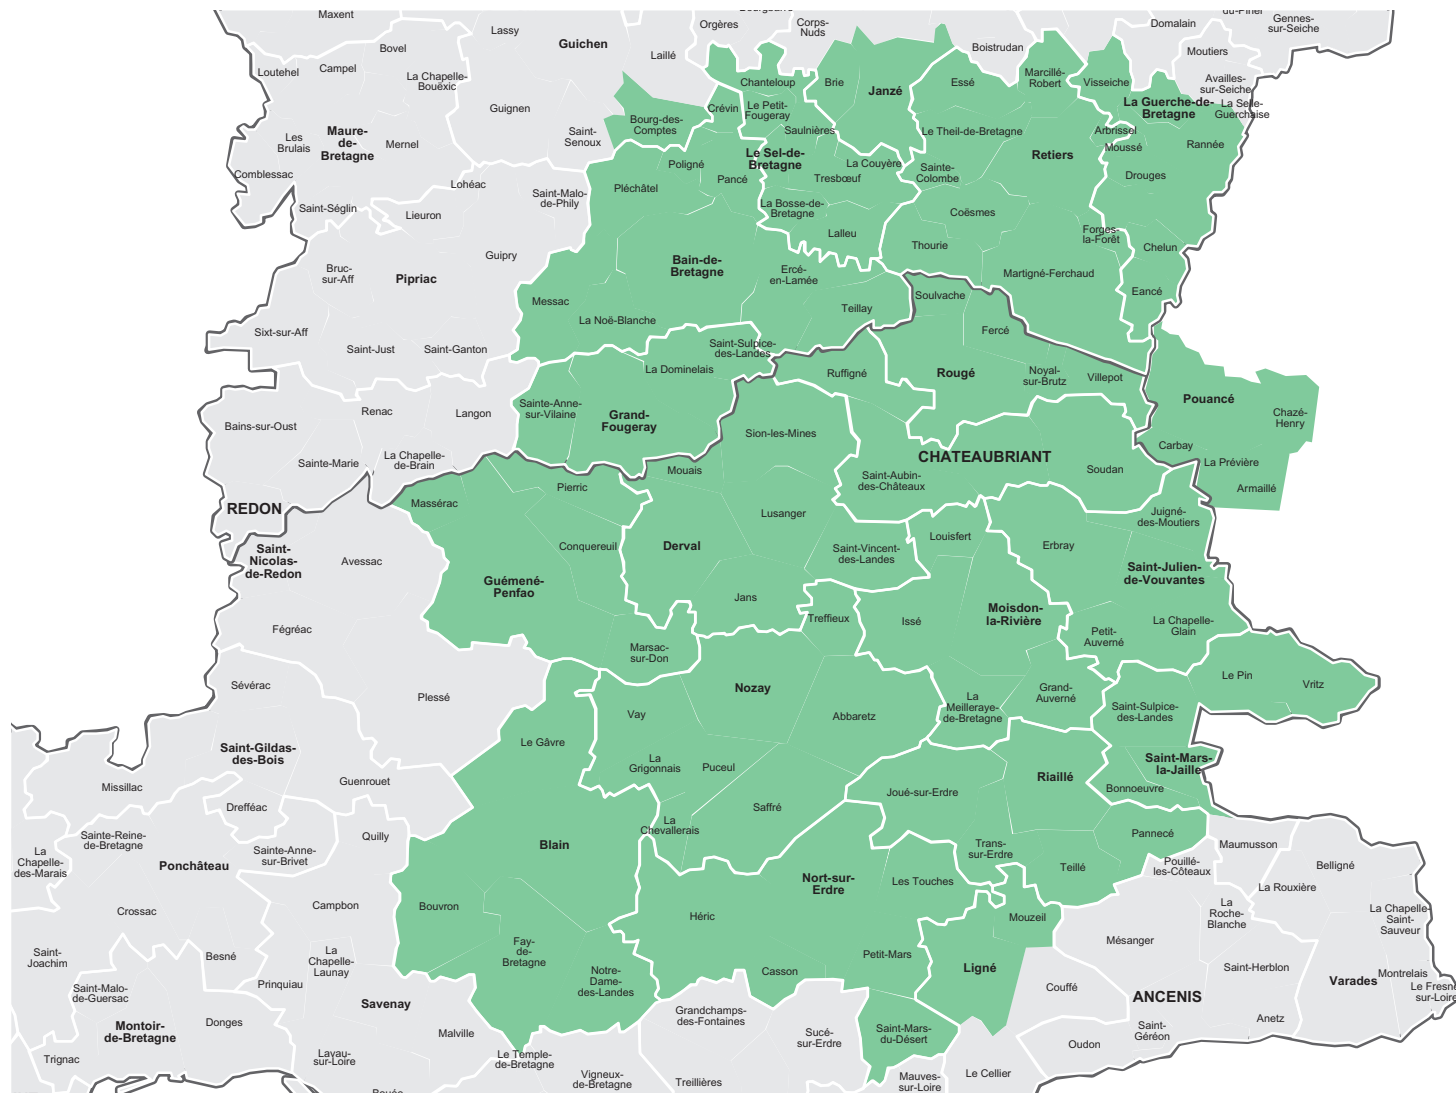 Maxent
Lassy
Guichen
Orgères
Corps-
Nuds
Domalain
Gennes-
sur-Seiche
Bovel
Laillé
Boistrudan
Moutiers
Loutehel
Campel
La Chapelle-
Bouëxic
Chanteloup
Brie
Janzé
Essé
Marcillé-
Robert
Visseiche
Availles-
sur-Seiche
La Guerche-de-
Bretagne
La Selle-
Guerchaise
Guignen
Crévin
Le Petit-
Fougeray
Bourg-des-
Comptes
Saulnières
Le Theil-de-Bretagne
Arbrissel
Moussé
Rannée
Les
Brulais
Maure-
de-
Bretagne
Mernel
Saint-
Senoux
Le Sel-de-
Bretagne
Retiers
Poligné
La Couyère
Comblessac
Lohéac
Pléchâtel
Pancé
Tresbœuf
Sainte-
Colombe
Drouges
Saint-Malo-
de-Phily
Saint-Séglin
Lieuron
La Bosse-de-
Bretagne
Coësmes
Lalleu
Thourie
Forges-
la-Forêt
Chelun
Guipry
Bain-de-
Bretagne
Bruc-
sur-Aff
Pipriac
Ercé-
en-Lamée
Martigné-Ferchaud
Eancé
Messac
La Noë-Blanche
Teillay
Soulvache
Sixt-sur-Aff
Fercé
Saint-Just
Saint-Ganton
Saint-Sulpice-
des-Landes
La Dominelais
Ruffigné
Rougé
Noyal-
sur-Brutz
Villepot
Pouancé
Renac
Langon
Sainte-Anne-
sur-Vilaine
Grand-
Fougeray
Chazé-
Henry
Bains-sur-Oust
Sion-les-Mines
Carbay
Sainte-Marie
La Chapelle-
de-Brain
CHATEAUBRIANT
La Prévière
Mouais
Saint-Aubin-
des-Châteaux
Soudan
Armaillé
REDON
Massérac
Pierric
Lusanger
Juigné-
des-Moutiers
Saint-
Nicolas-
de-Redon
Avessac
Conquereuil
Derval
Saint-Vincent-
des-Landes
Louisfert
Erbray
Saint-Julien-
de-Vouvantes
Guémené-
Penfao
Jans
Treffieux
Issé
Moisdon-
la-Rivière
La Chapelle-
Glain
Fégréac
Petit-
Auverné
Marsac-
sur-Don
Sévérac
Plessé
Nozay
Grand-
Auverné
Le Pin
Vritz
Vay
Abbaretz
La
Meilleraye-
de-Bretagne
Saint-Sulpice-
des-Landes
Le Gâvre
Saint-Gildas-
des-Bois
La
Grigonnais
Puceul
Riaillé
Saint-Mars-
la-Jaille
Bonnoeuvre
Missillac
Guenrouet
Joué-sur-Erdre
Drefféac
Saffré
La
Chevallerais
Pannecé
Sainte-Reine-
de-Bretagne
Quilly
Blain
Trans-
sur-Erdre
Maumusson
La
Chapelle-
des-Marais
Ponchâteau
Sainte-Anne-
sur-Brivet
Teillé
Pouillé-
les-Côteaux
Belligné
Nort-sur-
Erdre
Les Touches
La Rouxière
Crossac
Campbon
Bouvron
Héric
Mouzeil
La
Roche-
Blanche
La Chapelle-
Saint-
Sauveur
Fay-
de-
Bretagne
Petit-Mars
Mésanger
Saint-
Joachim
Besné
La
Chapelle-
Launay
Notre-
Dame-
des-Landes
Casson
Ligné
Saint-Herblon
Montrelais
Varades
Prinquiau
Couffé
Le Fresne
sur-Loire
Saint-Malo-
de-Guersac
Savenay
ANCENIS
Grandchamps-
des-Fontaines
Anetz
Montoir-
de-Bretagne
Donges
Malville
Sucé-
sur-Erdre
Saint-Mars-
du-Désert
Saint-
Géréon
Oudon
Trignac
Lavau-
sur-Loire
Le Temple-
de-Bretagne
Vigneux-
de-Bretagne
Treillières
Mauves-
sur-Loire
Le Cellier